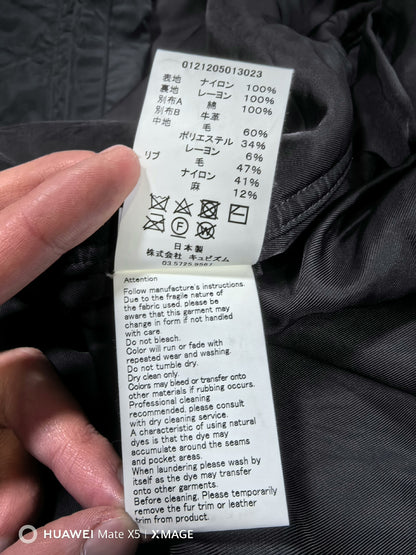 0121205013023
表地 ナイロン 100%
裏地 レーヨン 100%
別布A 綿 100%
別布B 牛革
中地 毛 60%
ポリエステル 34%
レーヨン 6%
リブ 毛 47%
ナイロン 41%
麻 12%
日本製
株式会社 キュビズム
03.5725.
Attention
Follow manufacture's instructions.
Due to the fragile nature of
the fabric used, please be
aware that this garment may
change in form if not handled
with care.
Do not bleach.
Color will run or fade with
repeated wear and washing.
Do not tumble dry.
Dry clean only.
Colors may bleed or transfer onto
other materials if rubbing occurs.
Professional cleaning
recommended, please consult
with dry cleaning service.
A characteristic of using natural
dyes is that the dye may
accumulate around the seams
and pocket areas.
When laundering please wash by
itself as the dye may transfer
onto other garments.
Before cleaning, Please temporarily
remove the fur trim or leather
trim from product.
HUAWEI Mate X5 | XMAGE